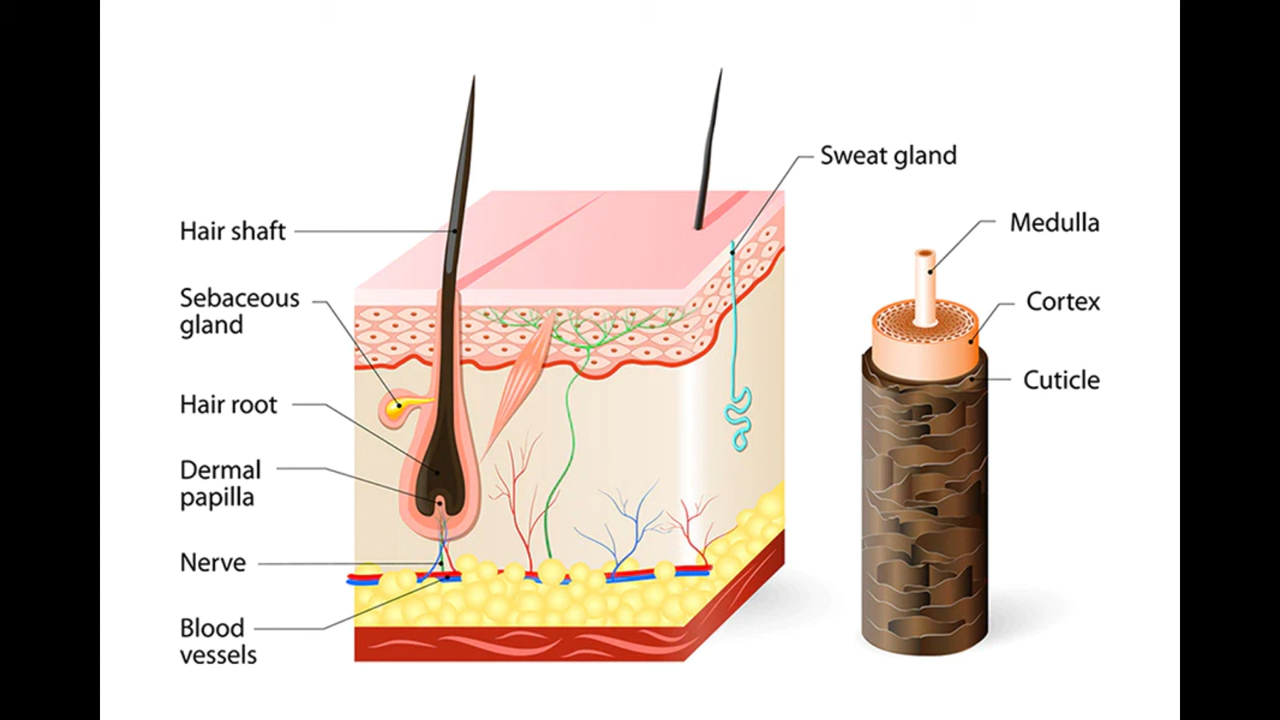 Hair shaft
Sebaceous
gland
Hair root
Dermal
papilla
Nerve
Blood
vessels
Sweat gland
Medulla
Cortex
Cuticle